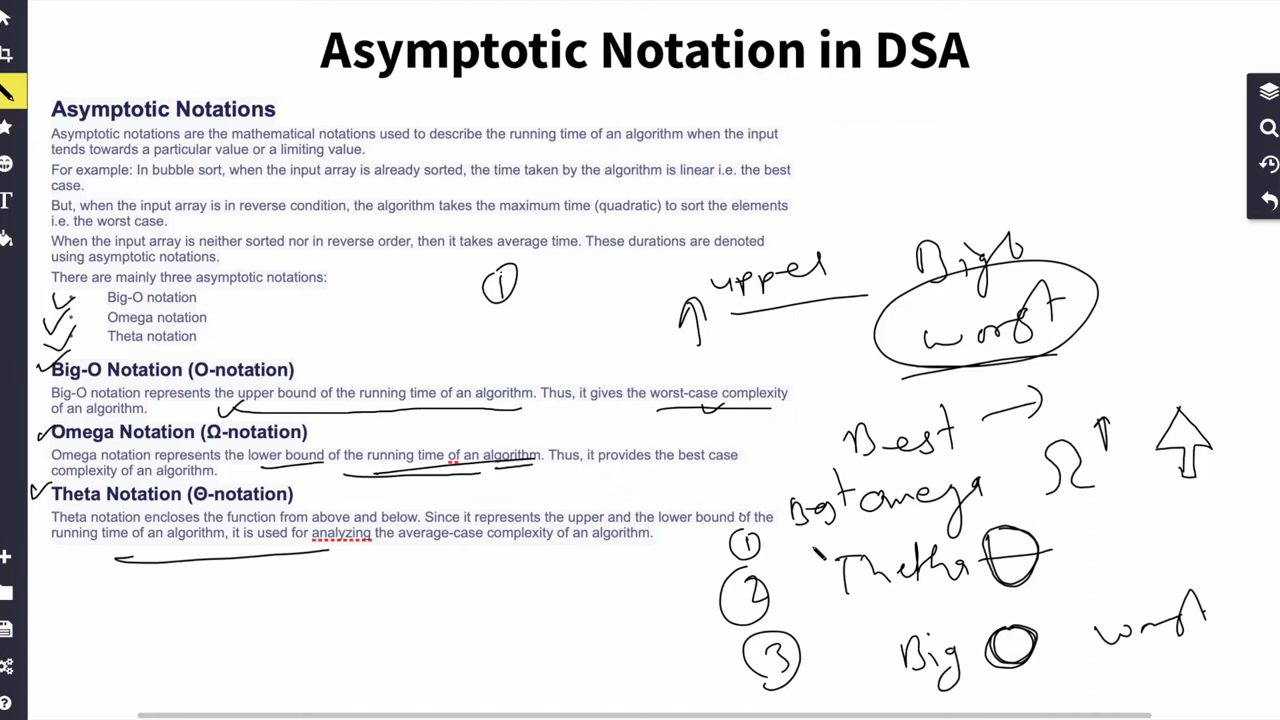 Asymptotic Notation in DSA
Asymptotic Notations
Asymptotic notations are the mathematical notations used to describe the running time of an algorithm when the input
tends towards a particular value or a limiting value.
For example: In bubble sort, when the input array is already sorted, the time taken by the algorithm is linear i.e. the best
case.
But, when the input array is in reverse condition, the algorithm takes the maximum time (quadratic) to sort the elements
i.e. the worst case.
When the input array is neither sorted nor in reverse order, then it takes average time. These durations are denoted
using asymptotic notations.
There are mainly three asymptotic notations:
Big-O notation
Omega notation
Theta notation
Big-O Notation (O-notation)
Big-O notation represents the upper bound of the running time of an algorithm. Thus, it gives the worst-case complexity
of an algorithm.
Omega Notation (Ω-notation)
Omega notation represents the lower bound of the running time of an algorithm. Thus, it provides the best case
complexity of an algorithm.
Theta Notation (Θ-notation)
Theta notation encloses the function from above and below. Since it represents the upper and the lower bound of the
running time of an algorithm, it is used for analyzing the average-case complexity of an algorithm.
1
upper
Big O
worst
Best →
Best omega Ω
1
Thetha Θ
2
3 Big O worst